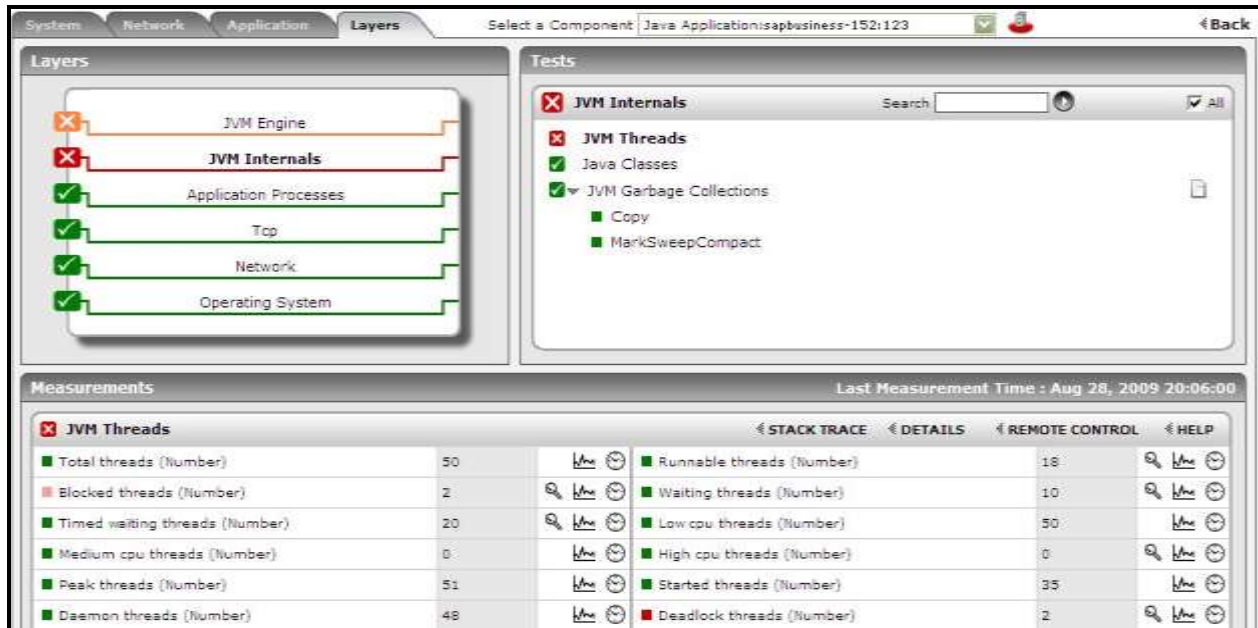 System Network Application Layers Select a Component Java Application:sapbusiness-152:123 Back
Layers
JVM Engine
JVM Internals
Application Processes
Tcp
Network
Operating System
Tests
JVM Internals Search All
JVM Threads
Java Classes
JVM Garbage Collections
Copy
MarkSweepCompact
Measurements Last Measurement Time : Aug 28, 2009 20:06:00
JVM Threads STACK TRACE DETAILS REMOTE CONTROL HELP
Total threads (Number) 50 Runnable threads (Number) 18
Blocked threads (Number) 2 Waiting threads (Number) 10
Timed waiting threads (Number) 20 Low cpu threads (Number) 50
Medium cpu threads (Number) 0 High cpu threads (Number) 0
Peak threads (Number) 51 Started threads (Number) 35
Daemon threads (Number) 48 Deadlock threads (Number) 2